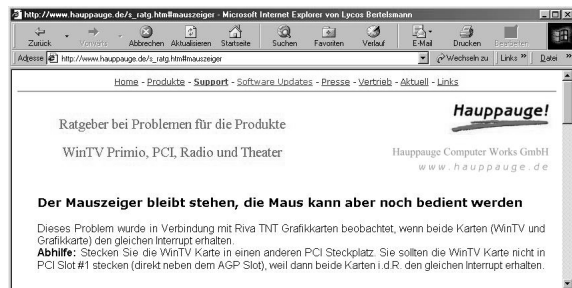 http://www.hauppauge.de/s_ratg.htm#mauszeiger - Microsoft Internet Explorer von Lycos Bertelsmann
Zurück Vorwärts Abbrechen Aktualisieren Startseite Suchen Favoriten Verlauf E-Mail Drucken Bearbeiten
Adresse http://www.hauppauge.de/s_ratg.htm#mauszeiger Wechseln zu Links » Datei »
Home - Produkte - Support - Software Updates - Presse - Vertrieb - Aktuell - Links
Hauppauge!
Ratgeber bei Problemen für die Produkte
WinTV Primio, PCI, Radio und Theater
Hauppauge Computer Works GmbH
www.hauppauge.de
Der Mauszeiger bleibt stehen, die Maus kann aber noch bedient werden
Dieses Problem wurde in Verbindung mit Riva TNT Grafikkarten beobachtet, wenn beide Karten (WinTV und
Grafikkarte) den gleichen Interrupt erhalten.
Abhilfe: Stecken Sie die WinTV Karte in einen anderen PCI Steckplatz. Sie sollten die WinTV Karte nicht in
PCI Slot #1 stecken (direkt neben dem AGP Slot), weil dann beide Karten i.d.R. den gleichen Interrupt erhalten.